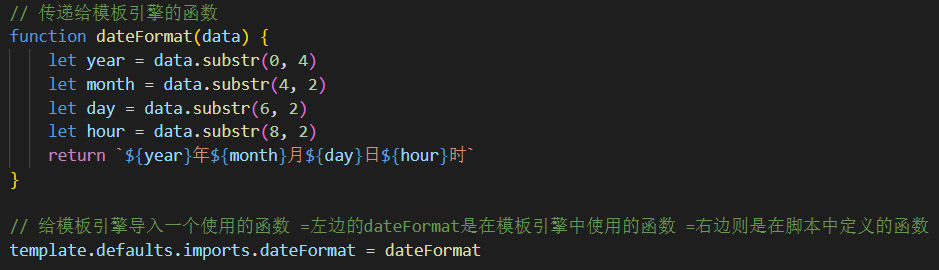 // 传递给模板引擎的函数
function dateFormat(data) {
    let year = data.substr(0, 4)
    let month = data.substr(4, 2)
    let day = data.substr(6, 2)
    let hour = data.substr(8, 2)
    return `${year}年${month}月${day}日${hour}时`
}
// 给模板引擎导入一个使用的函数 =左边的dateFormat是在模板引擎中使用的函数 =右边则是在脚本中定义的函数
template.defaults.imports.dateFormat = dateFormat